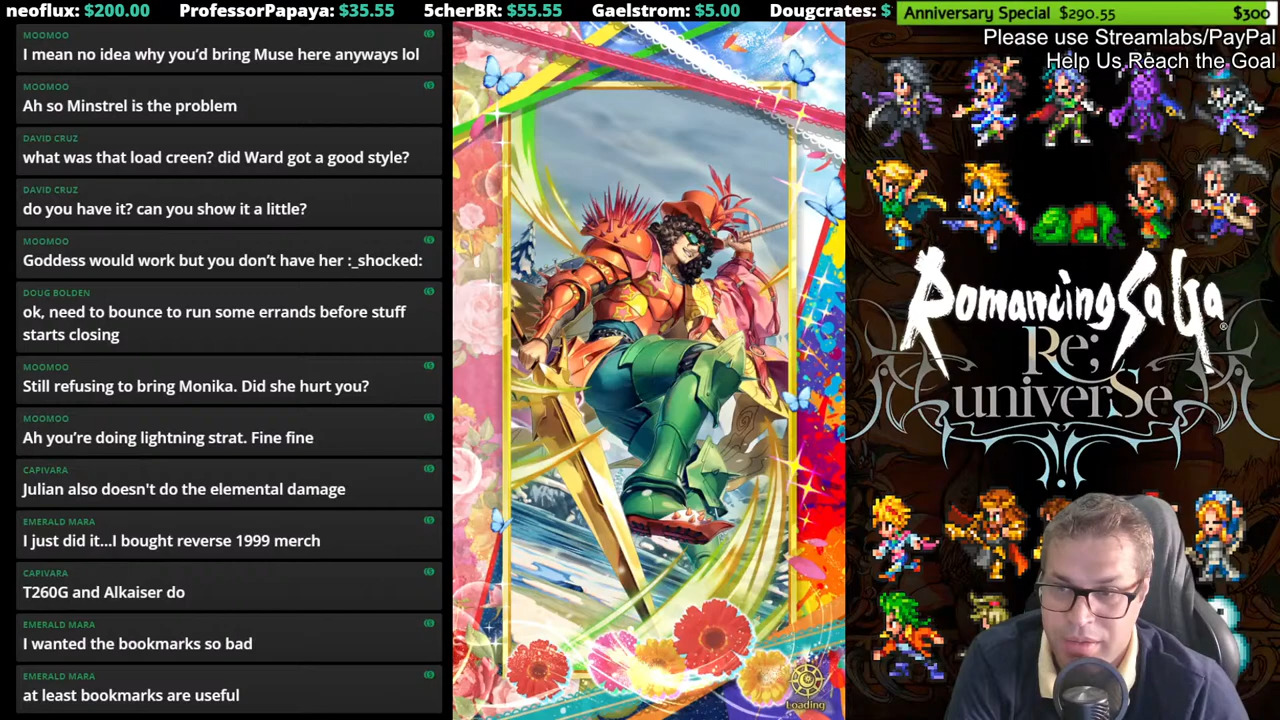 neoflux: $200.00 ProfessorPapaya: $35.55 5cherBR: $55.55 Gaelstrom: $5.00 Dougcrates: $
Anniversary Special $290.55 $300
Please use Streamlabs/PayPal
Help Us Reach the Goal
MOOMOO
I mean no idea why you'd bring Muse here anyways lol
MOOMOO
Ah so Minstrel is the problem
DAVID CRUZ
what was that load creen? did Ward got a good style?
DAVID CRUZ
do you have it? can you show it a little?
MOOMOO
Goddess would work but you don't have her :_shocked:
DOUG BOLDEN
ok, need to bounce to run some errands before stuff
starts closing
MOOMOO
Still refusing to bring Monika. Did she hurt you?
MOOMOO
Ah you're doing lightning strat. Fine fine
CAPIVARA
Julian also doesn't do the elemental damage
EMERALD MARA
I just did it...I bought reverse 1999 merch
CAPIVARA
T260G and Alkaiser do
EMERALD MARA
I wanted the bookmarks so bad
EMERALD MARA
at least bookmarks are useful
Loading
Romancing SaGa
Re;
univerSe